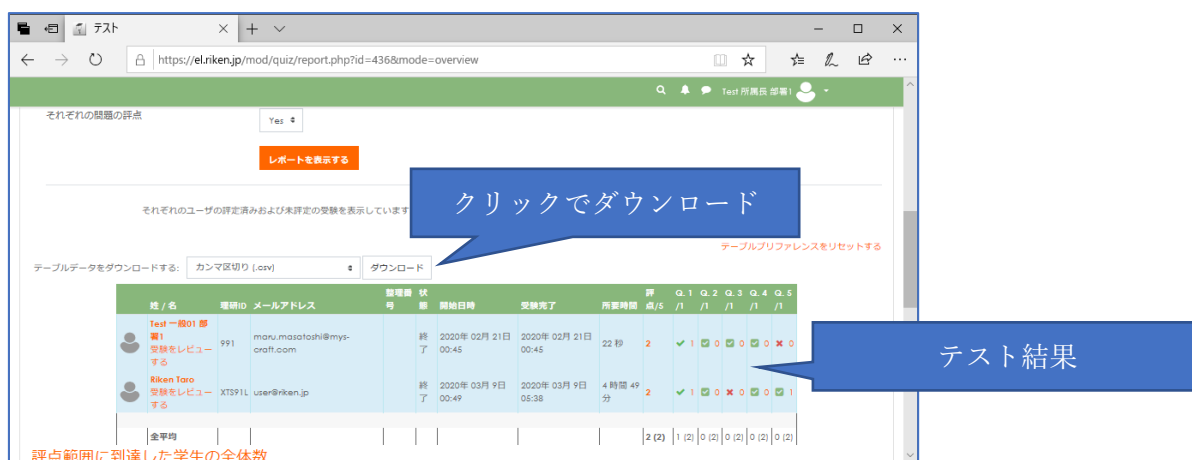 テスト
https://el.riken.jp/mod/quiz/report.php?id=436&mode=overview
Test 所属長 部署1
それぞれの問題の評点
Yes
レポートを表示する
クリックでダウンロード
それぞれのユーザの評定済みおよび未評定の受験を表示しています
テーブルプリファレンスをリセットする
テーブルデータをダウンロードする: カンマ区切り (.csv) ダウンロード
姓 / 名 理研ID メールアドレス 整理番号 状態 開始日時 受験完了 所要時間 評点/5 Q. 1 /1 Q. 2 /1 Q. 3 /1 Q. 4 /1 Q. 5 /1
Test 一般01 部署1
受験をレビューする
991 maru.masatoshi@mys-craft.com 終了 2020年 02月 21日 00:45 2020年 02月 21日 00:45 22 秒 2 1 0 0 0 0
テスト結果
Riken Taro
受験をレビューする
XTS91L user@riken.jp 終了 2020年 03月 9日 00:49 2020年 03月 9日 05:38 4 時間 49 分 2 1 0 0 0 1
全平均 2 (2) 1 (2) 0 (2) 0 (2) 0 (2) 0 (2)
評点範囲に到達した学生の全体数